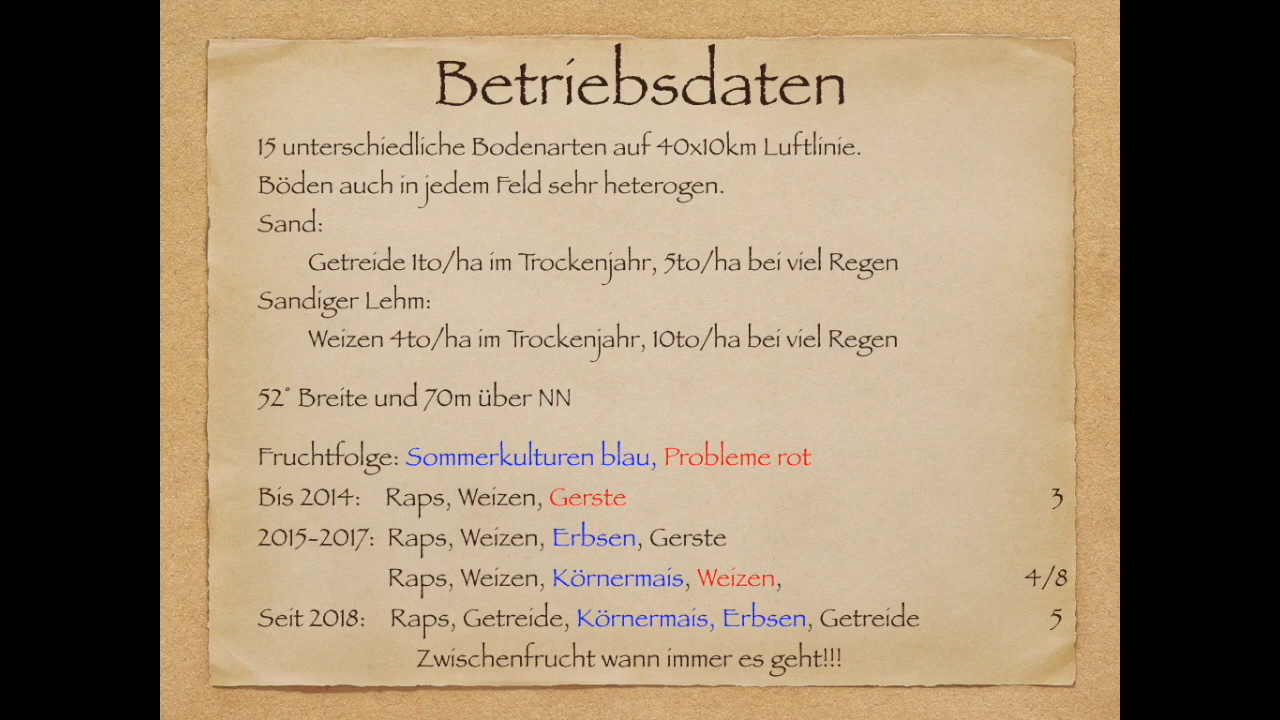 Betriebsdaten
15 unterschiedliche Bodenarten auf 40x10km Luftlinie.
Böden auch in jedem Feld sehr heterogen.
Sand:
Getreide 1to/ha im Trockenjahr, 5to/ha bei viel Regen
Sandiger Lehm:
Weizen 4to/ha im Trockenjahr, 10to/ha bei viel Regen
52° Breite und 70m über NN
Fruchtfolge: Sommerkulturen blau, Probleme rot
Bis 2014: Raps, Weizen, Gerste 3
2015-2017: Raps, Weizen, Erbsen, Gerste
Raps, Weizen, Körnermais, Weizen, 4/8
Seit 2018: Raps, Getreide, Körnermais, Erbsen, Getreide 5
Zwischenfrucht wann immer es geht!!!